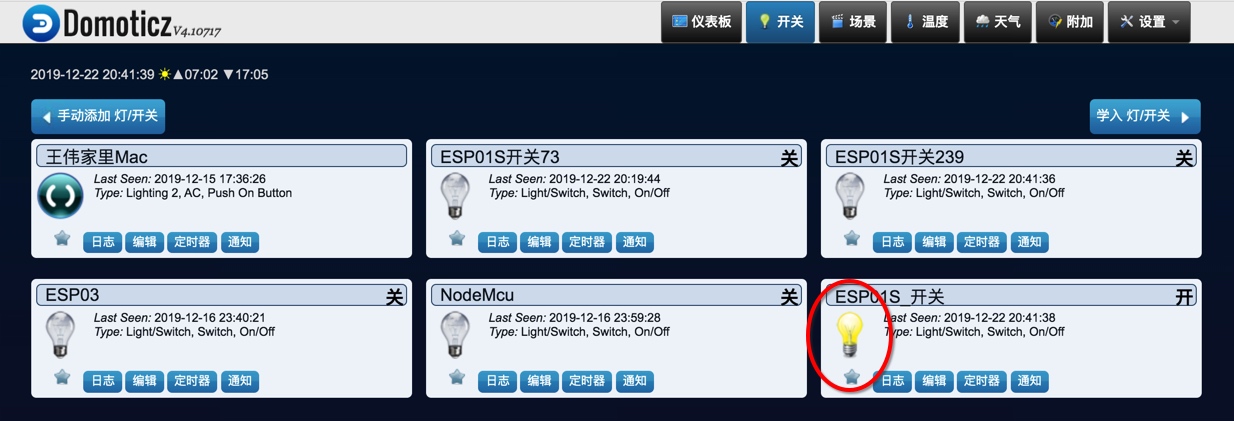 Domoticz V4.10717
仪表板 开关 场景 温度 天气 附加 设置
2019-12-22 20:41:39 ☀▲07:02 ▼17:05
手动添加 灯/开关 学入 灯/开关
王伟家里Mac
Last Seen: 2019-12-15 17:36:26
Type: Lighting 2, AC, Push On Button
日志 编辑 定时器 通知
ESP01S开关73 关
Last Seen: 2019-12-22 20:19:44
Type: Light/Switch, Switch, On/Off
日志 编辑 定时器 通知
ESP01S开关239 关
Last Seen: 2019-12-22 20:41:36
Type: Light/Switch, Switch, On/Off
日志 编辑 定时器 通知
ESP03 关
Last Seen: 2019-12-16 23:40:21
Type: Light/Switch, Switch, On/Off
日志 编辑 定时器 通知
NodeMcu 关
Last Seen: 2019-12-16 23:59:28
Type: Light/Switch, Switch, On/Off
日志 编辑 定时器 通知
ESP01S_开关 开
Last Seen: 2019-12-22 20:41:38
Type: Light/Switch, Switch, On/Off
日志 编辑 定时器 通知